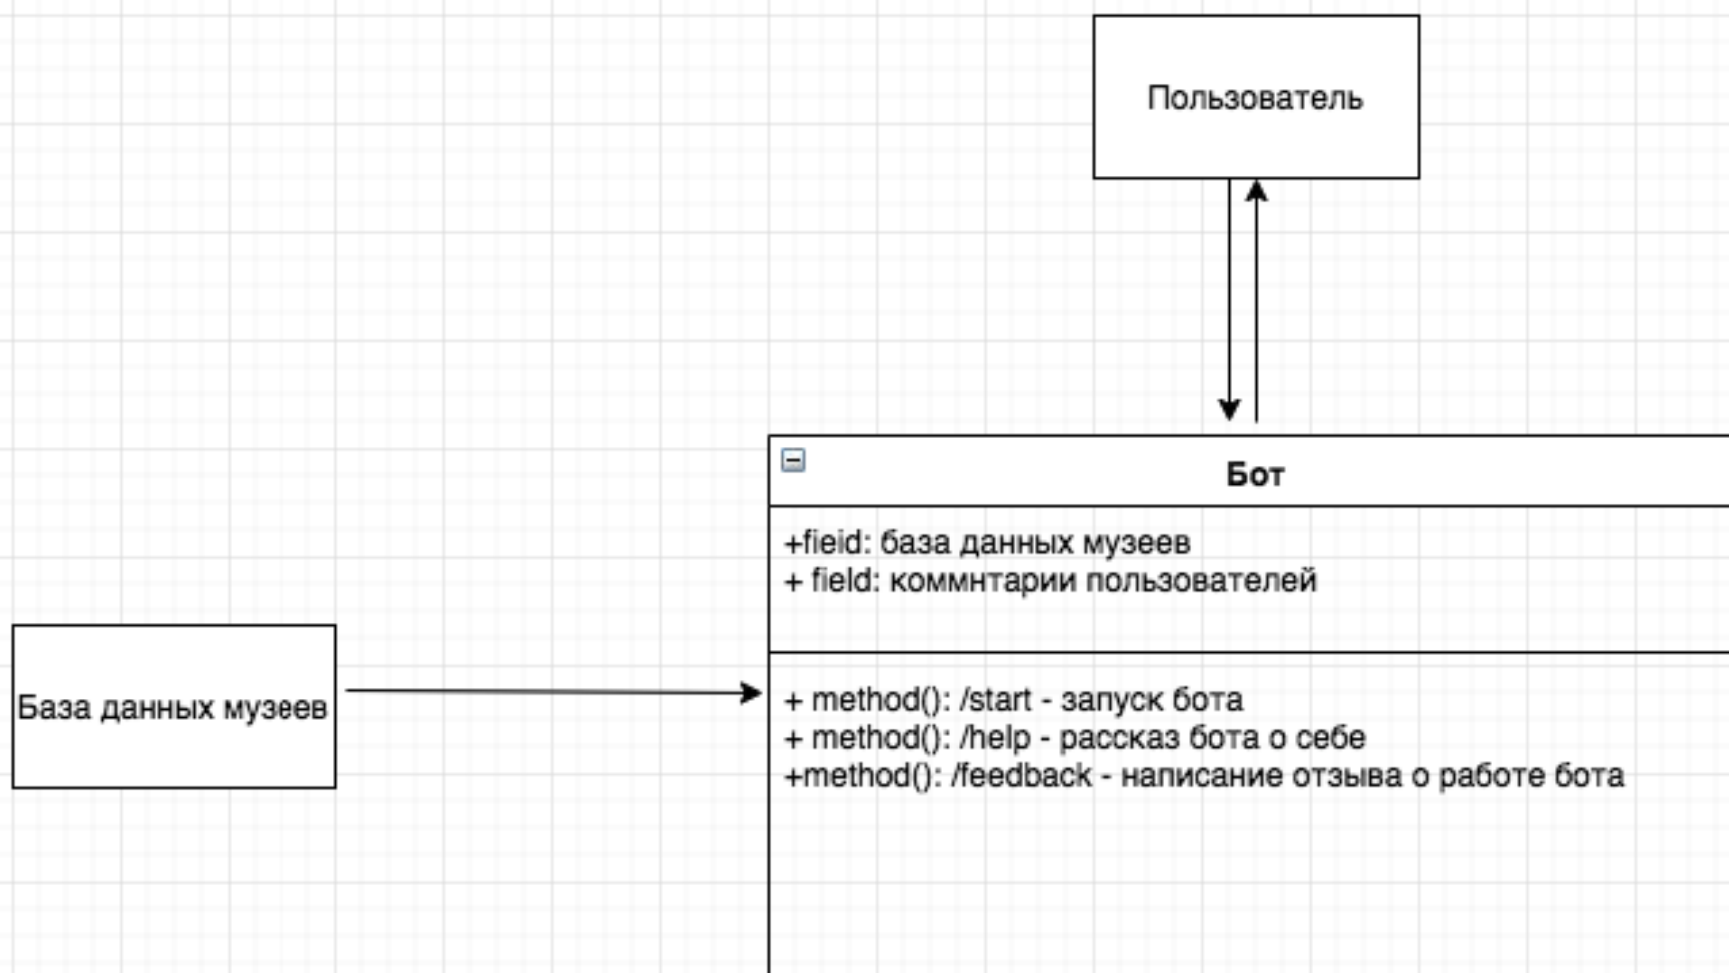 Пользователь
Бот
+fieid: база данных музеев
+ field: коммнтарии пользователей
База данных музеев
+ method(): /start - запуск бота
+ method(): /help - рассказ бота о себе
+method(): /feedback - написание отзыва о работе бота